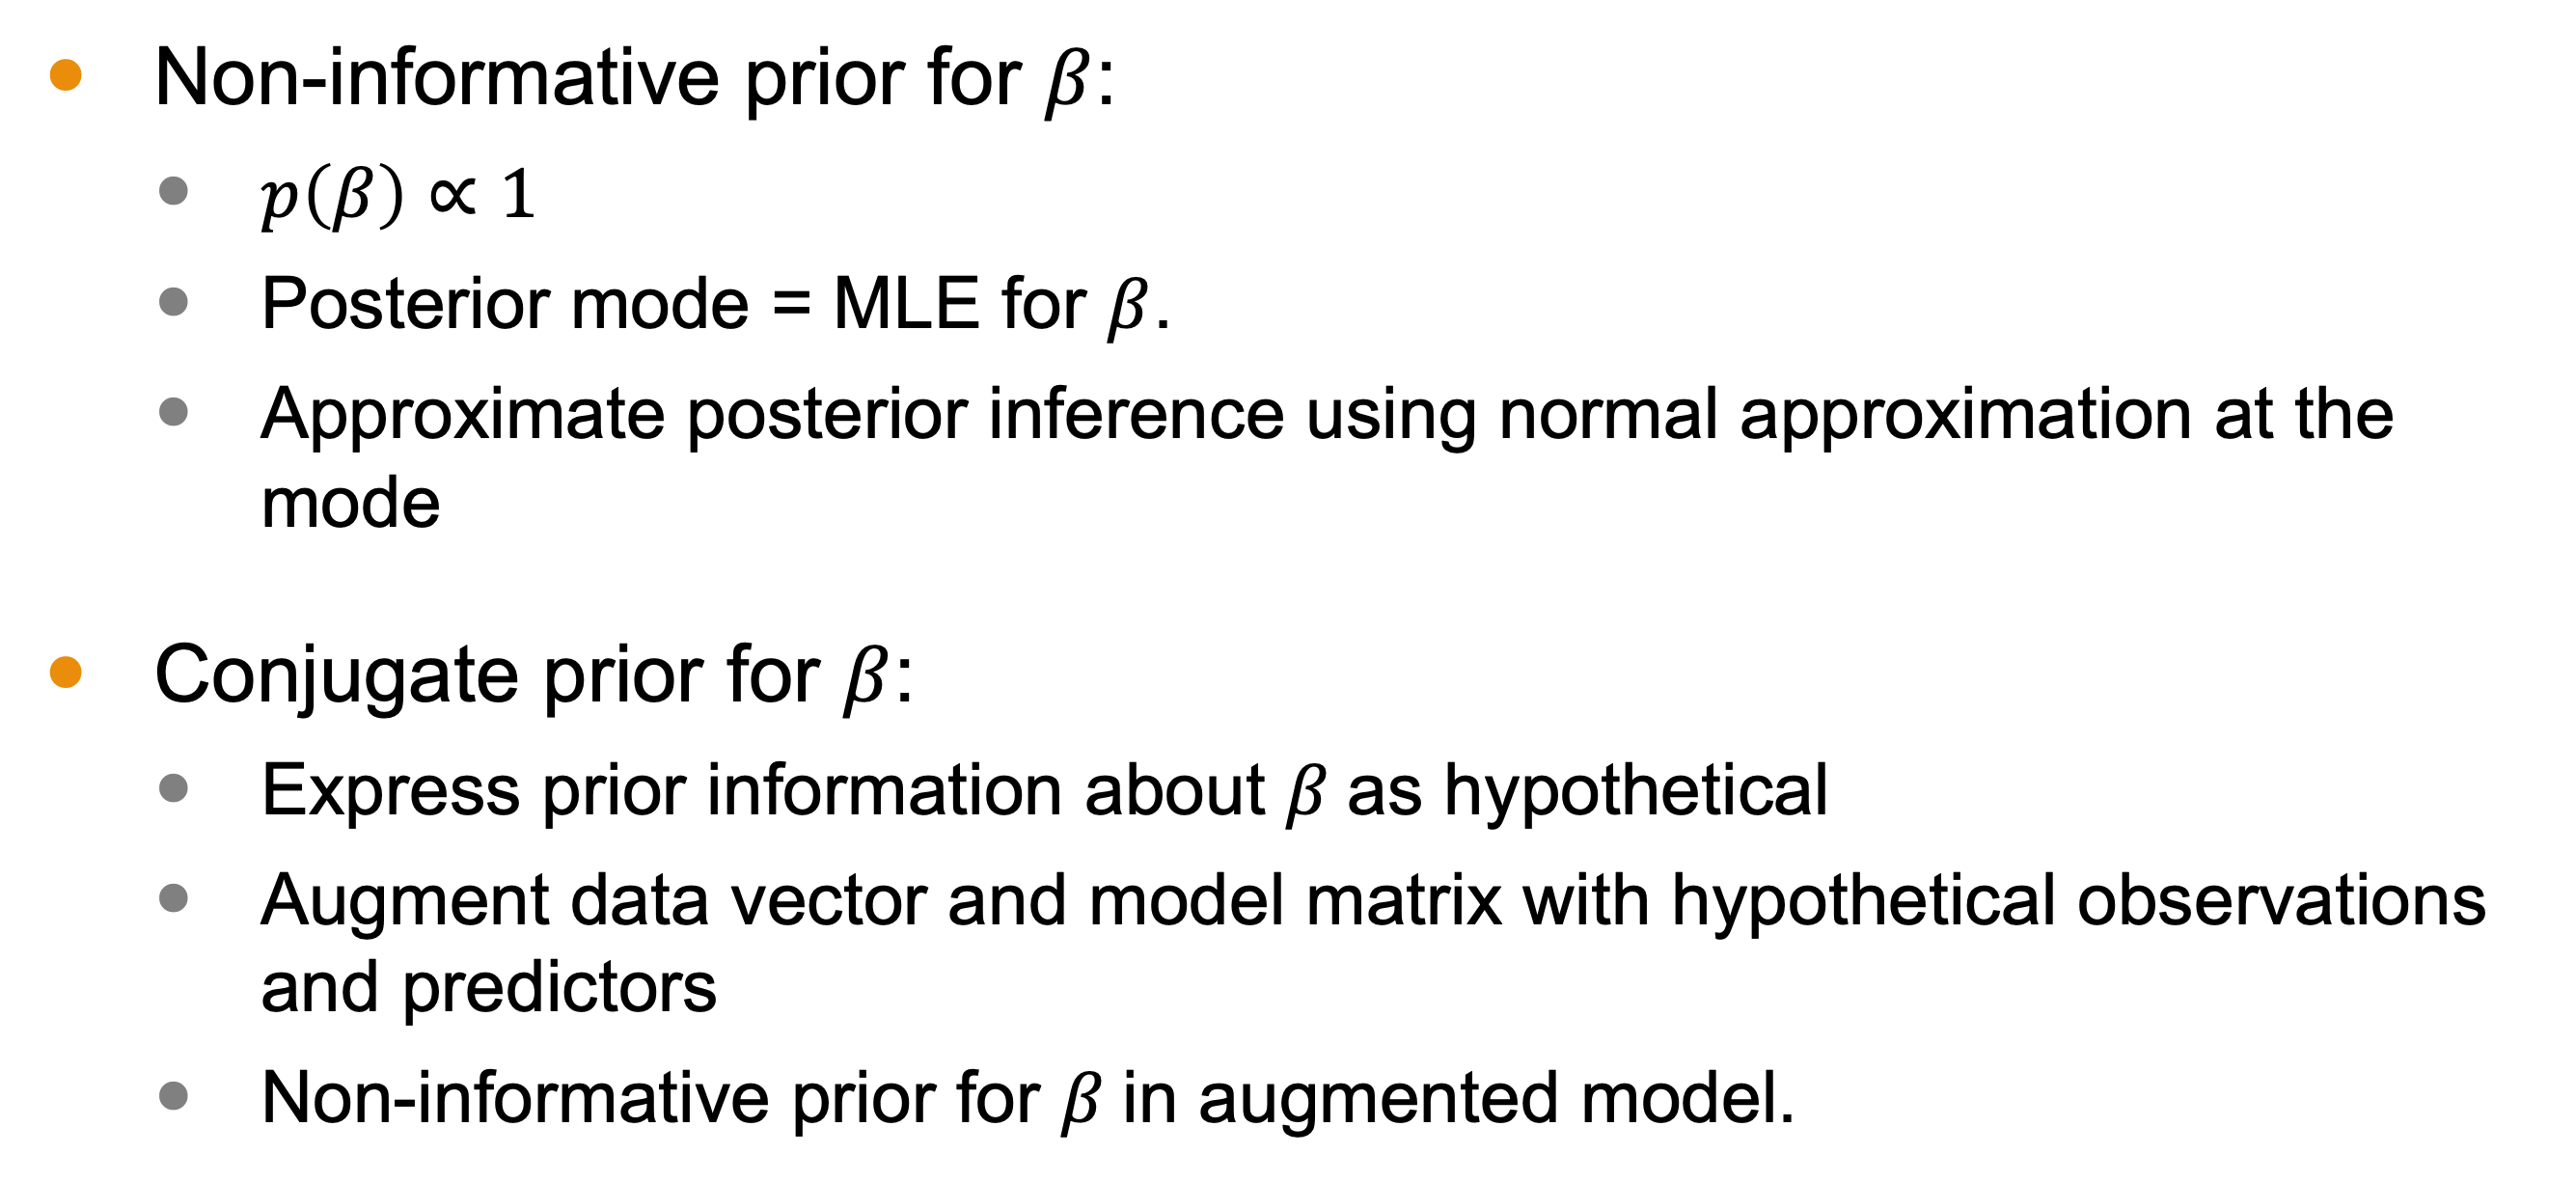 Non-informative prior for 𝛽:
𝑝(𝛽) ∝ 1
Posterior mode = MLE for 𝛽.
Approximate posterior inference using normal approximation at the
mode
Conjugate prior for 𝛽:
Express prior information about 𝛽 as hypothetical
Augment data vector and model matrix with hypothetical observations
and predictors
Non-informative prior for 𝛽 in augmented model.